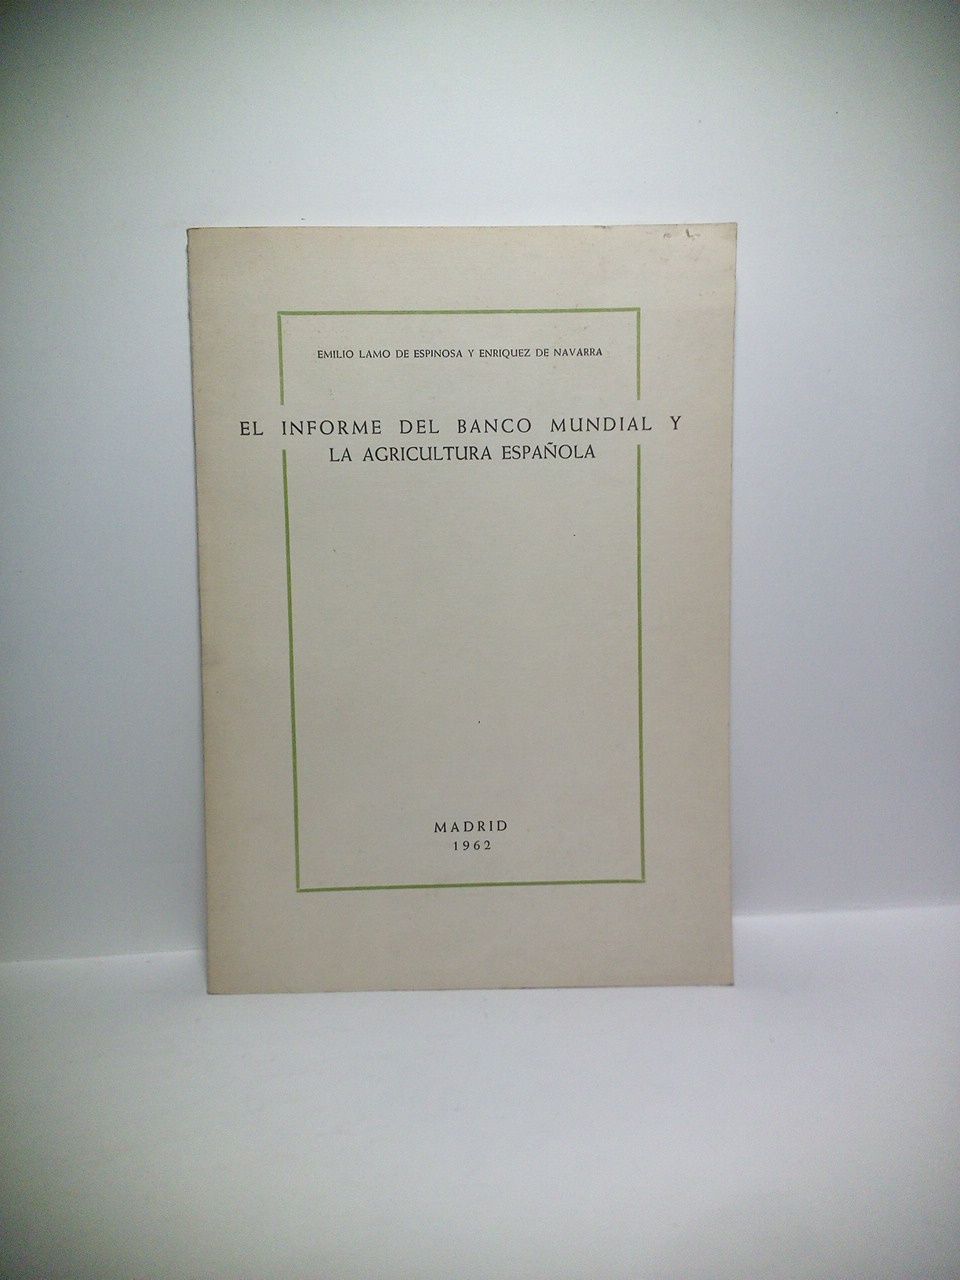 EMILIO LAMO DE ESPINOSA Y ENRIQUEZ DE NAVARRA
EL INFORME DEL BANCO MUNDIAL Y
LA AGRICULTURA ESPAÑOLA
MADRID
1962